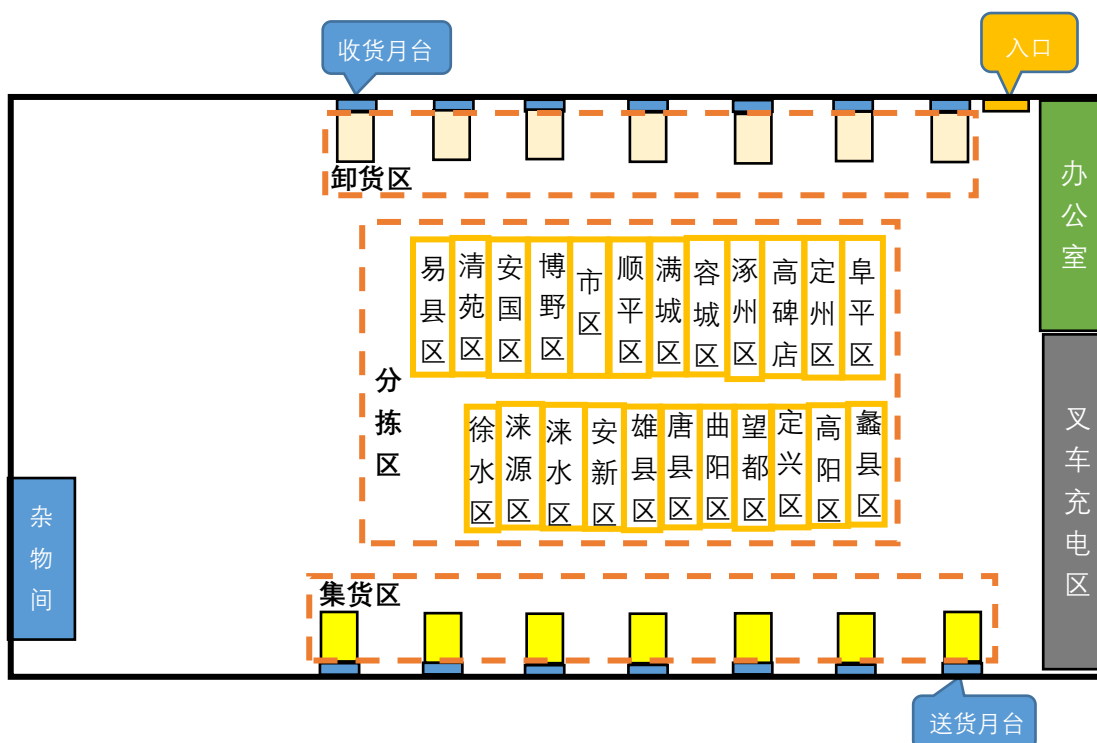 收货月台
入口
卸货区
办公室
易县区
清苑区
安国区
博野区
市区
顺平区
满城区
容城区
涿州区
高碑店
定州区
阜平区
分拣区
徐水区
涞源区
涞水区
安新区
雄县区
唐县区
曲阳区
望都区
定兴区
高阳区
蠡县区
叉车充电区
杂物间
集货区
送货月台